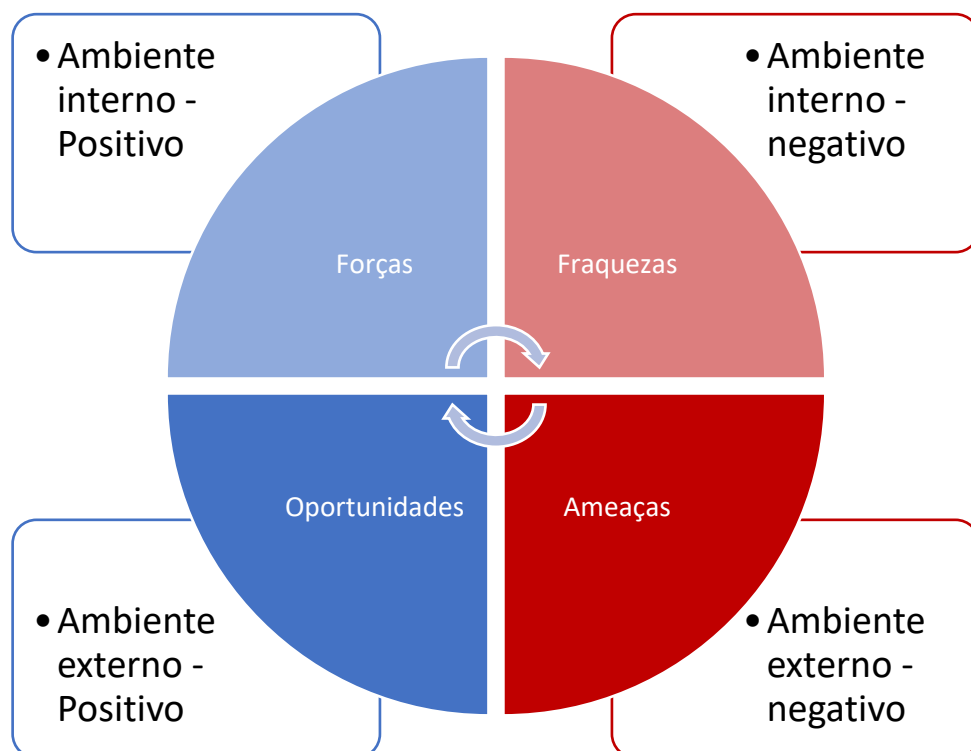 • Ambiente
interno -
Positivo
• Ambiente
interno -
negativo
Forças
Fraquezas
Oportunidades
Ameaças
• Ambiente
externo -
Positivo
• Ambiente
externo -
negativo